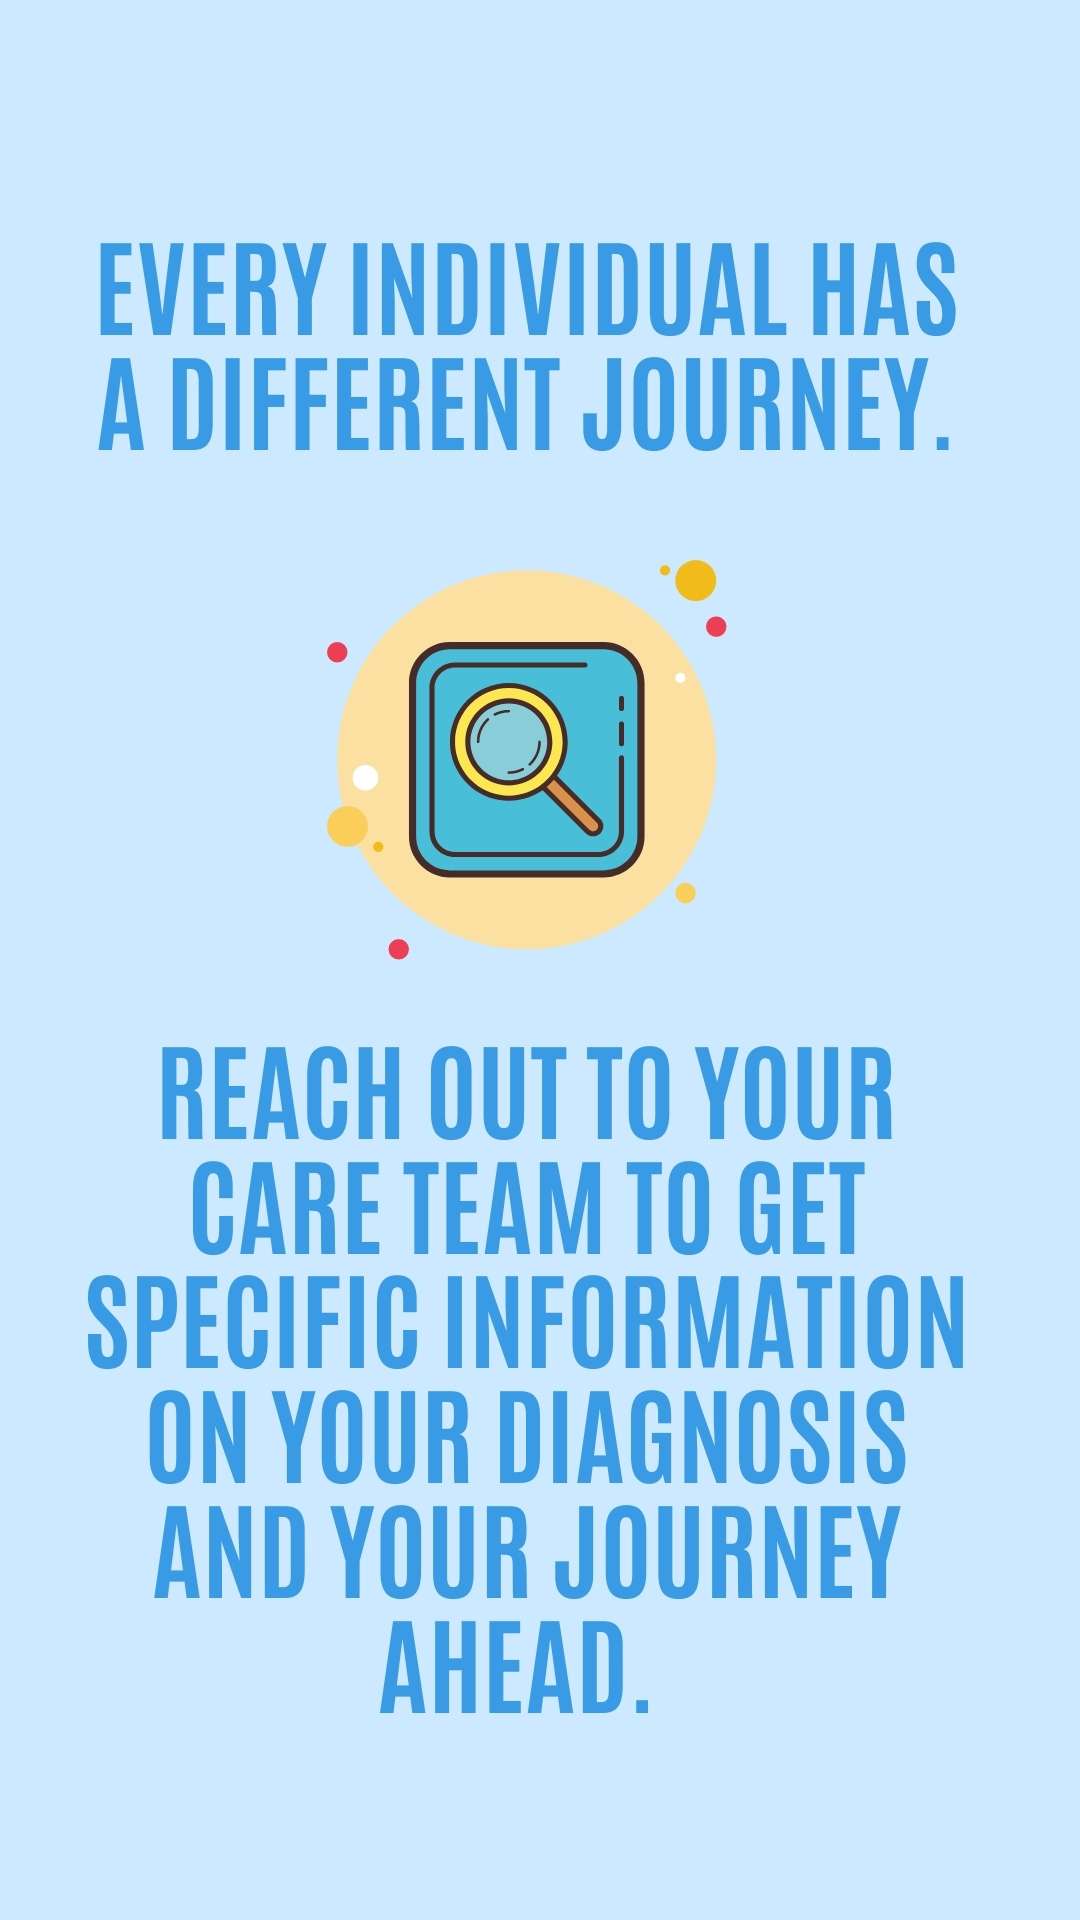 EVERY INDIVIDUAL HAS
A DIFFERENT JOURNEY.
REACH OUT TO YOUR
CARE TEAM TO GET
SPECIFIC INFORMATION
ON YOUR DIAGNOSIS
AND YOUR JOURNEY
AHEAD.